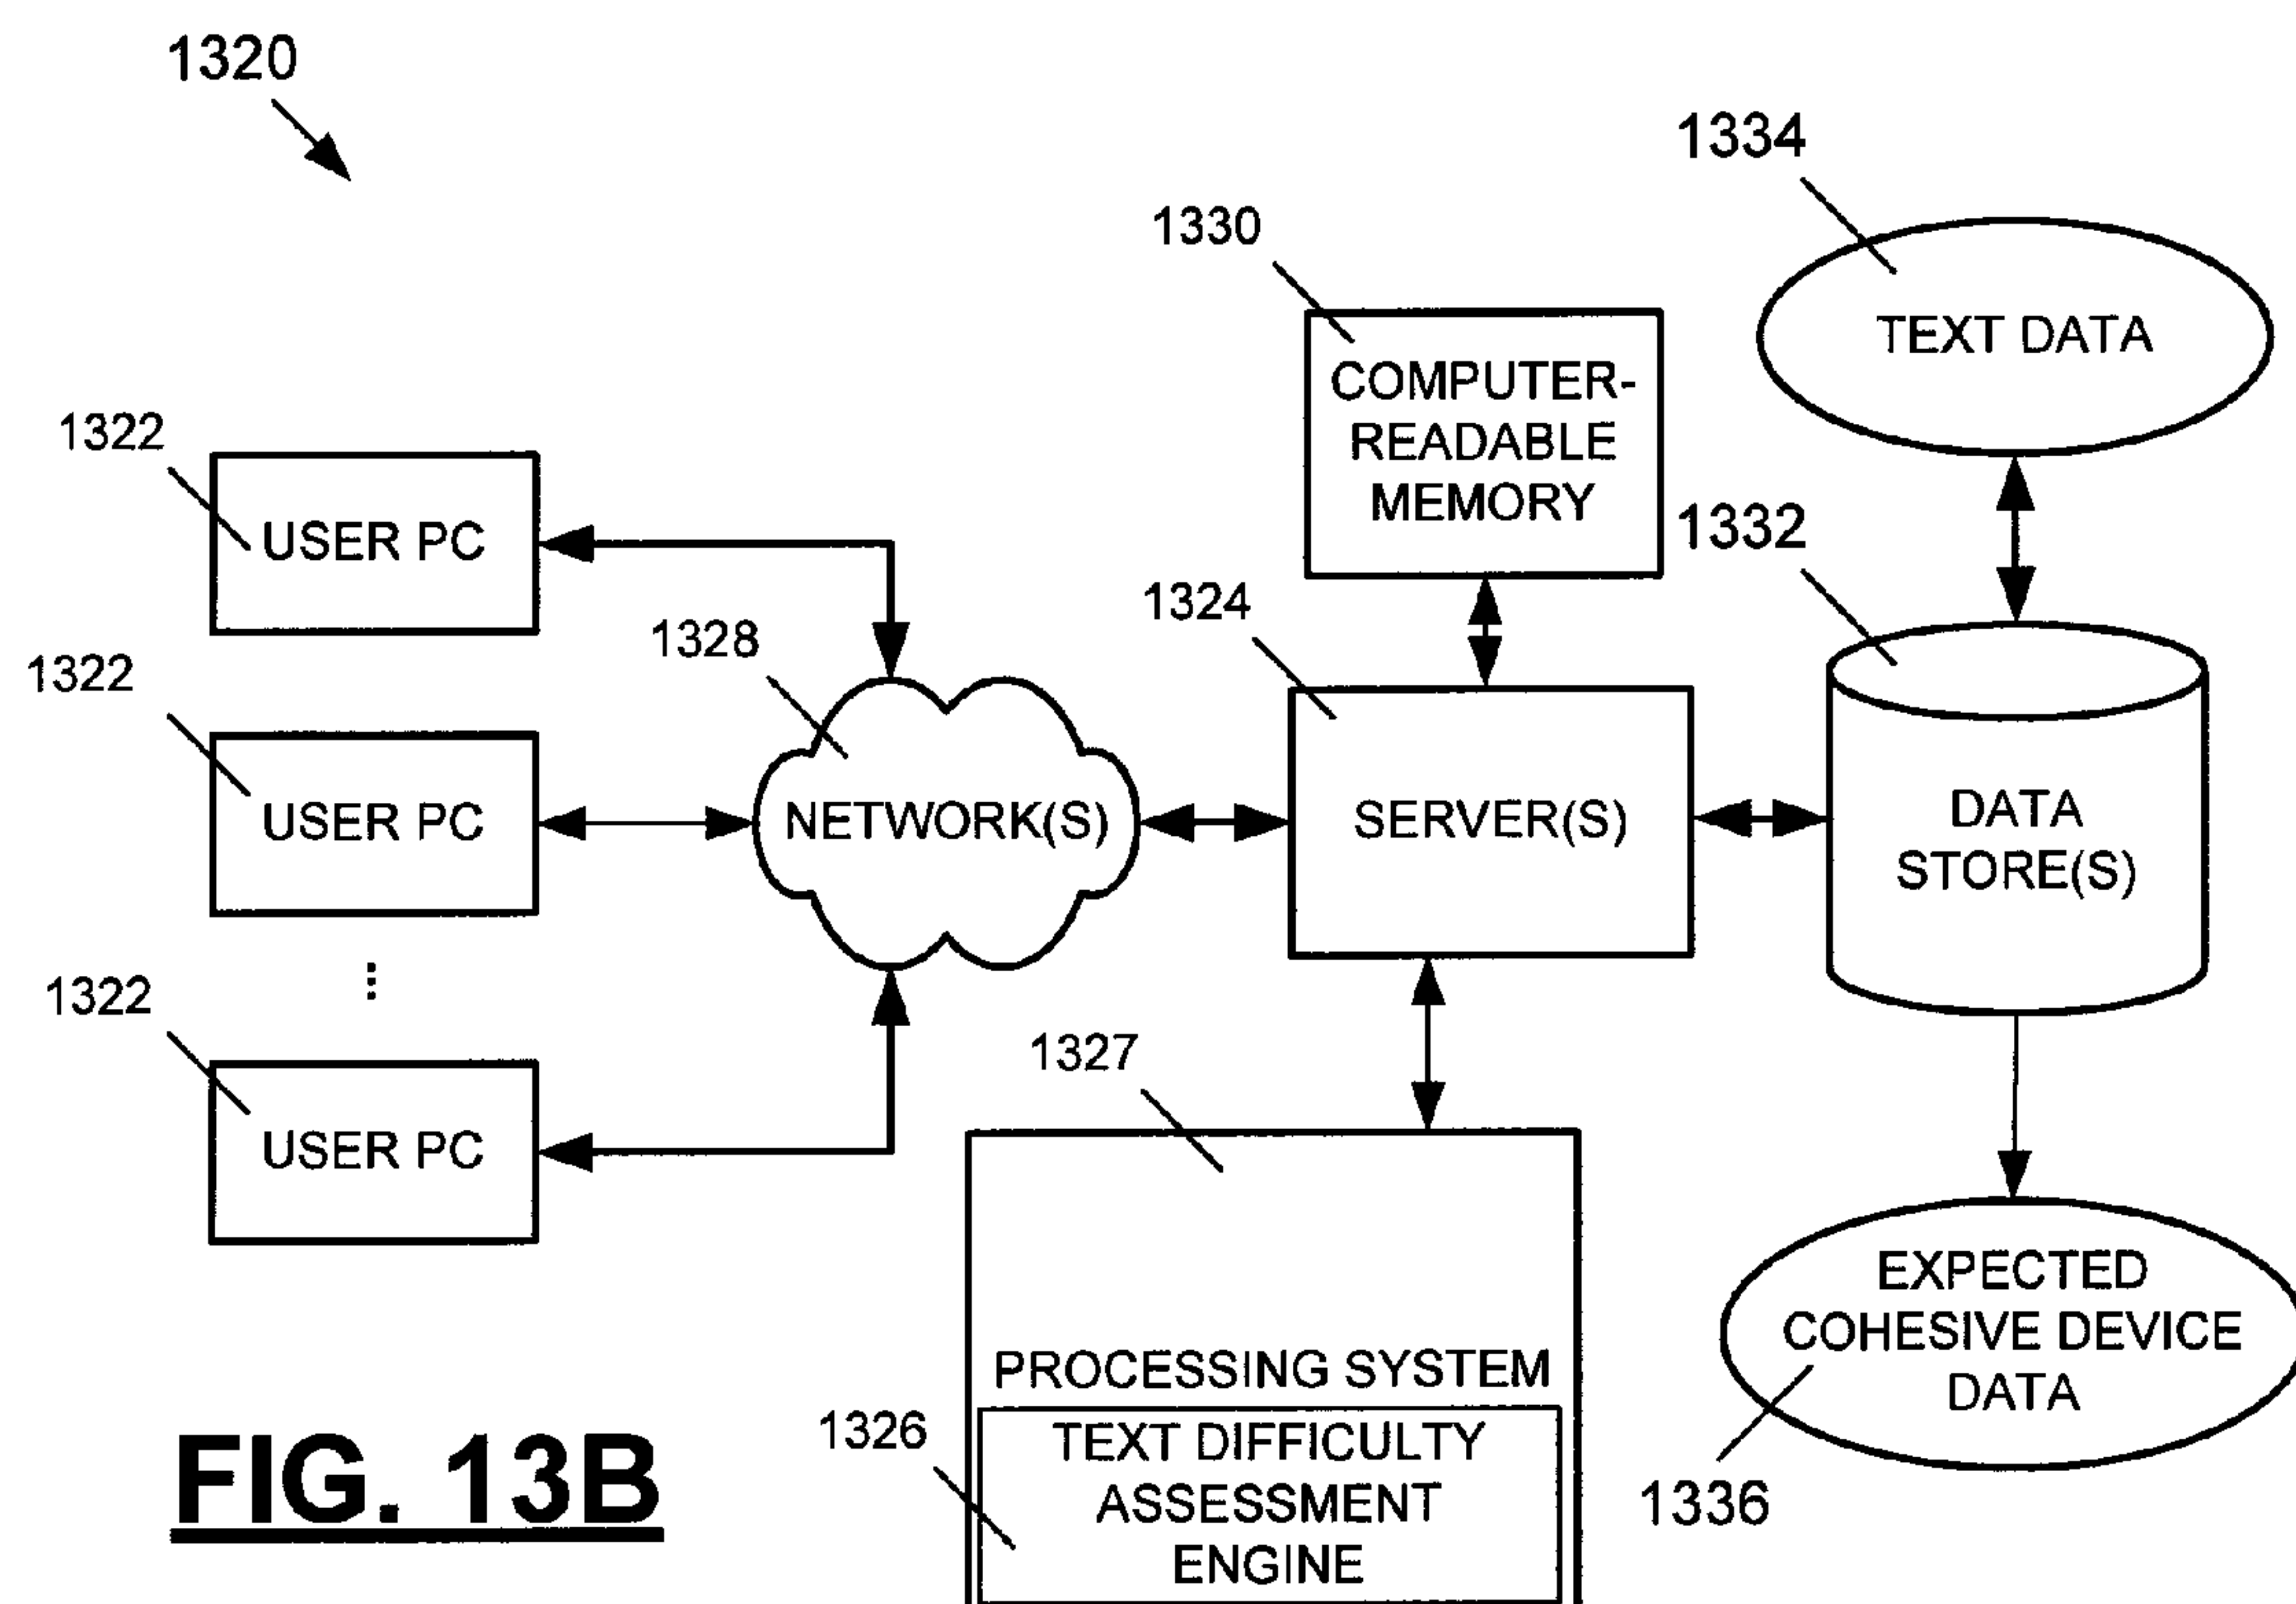 1320
1334
TEXT DATA
1330
COMPUTER-
READABLE
MEMORY
1322
USER PC
1332
1324
1328
1322
USER PC
NETWORK(S)
SERVER(S)
DATA
STORE(S)
1322
USER PC
1327
PROCESSING SYSTEM
1326
TEXT DIFFICULTY
ASSESSMENT
ENGINE
EXPECTED
COHESIVE DEVICE
DATA
1336
FIG. 13B